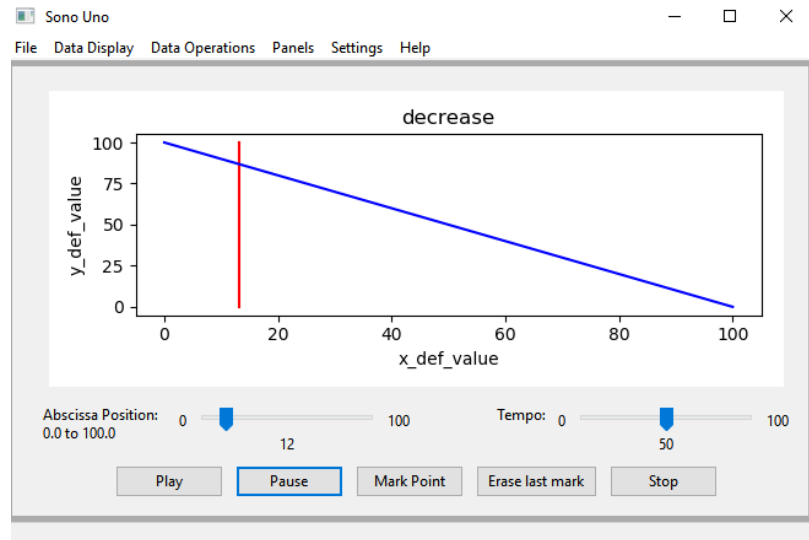 Sono Uno
File Data Display Data Operations Panels Settings Help
decrease
100
75
50
25
0
y_def_value
0 20 40 60 80 100
x_def_value
Abscissa Position: 0 100 Tempo: 0 100
0.0 to 100.0
12 50
Play Pause Mark Point Erase last mark Stop